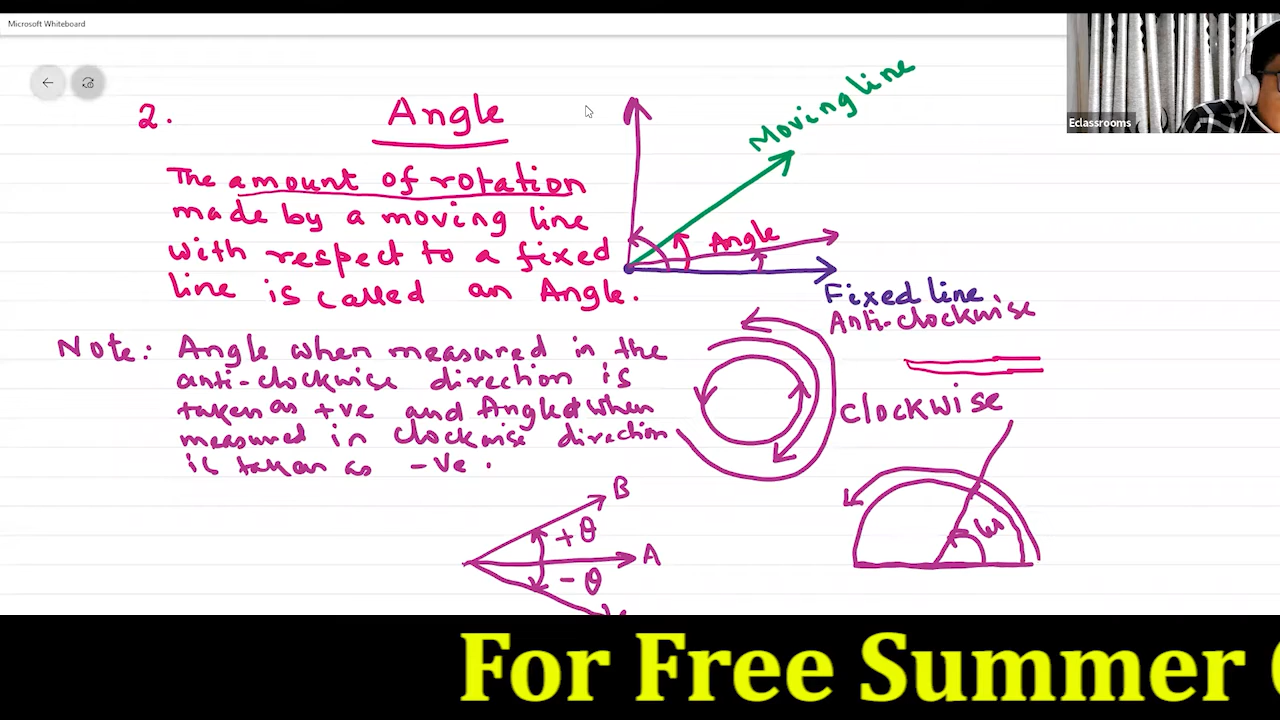 Microsoft Whiteboard
Eclassrooms
2. Angle
The amount of rotation
made by a moving line
with respect to a fixed
line is called an Angle.
Moving line
Angle
Fixed line
Anti-clockwise
Clockwise
Note: Angle when measured in the
anti-clockwise direction is
taken as +ve and Angle when
measured in clockwise direction
is taken as -ve.
B
+θ
A
-θ
For Free Summer